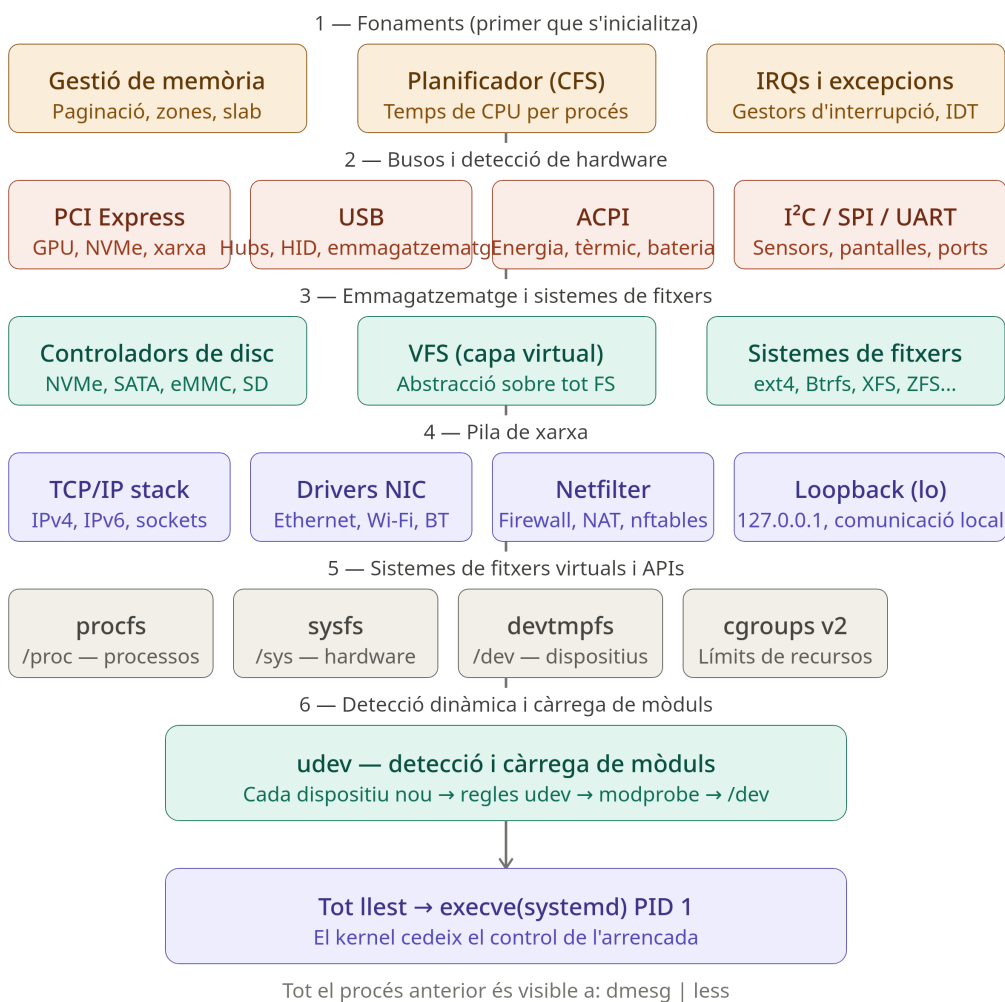 1 — Fonaments (primer que s'inicialitza)
Gestió de memòria
Paginació, zones, slab
Planificador (CFS)
Temps de CPU per procés
IRQs i excepcions
Gestors d'interrupció, IDT
2 — Busos i detecció de hardware
PCI Express
GPU, NVMe, xarxa
USB
Hubs, HID, emmagatzematge
ACPI
Energia, tèrmic, bateria
I²C / SPI / UART
Sensors, pantalles, ports
3 — Emmagatzematge i sistemes de fitxers
Controladors de disc
NVMe, SATA, eMMC, SD
VFS (capa virtual)
Abstracció sobre tot FS
Sistemes de fitxers
ext4, Btrfs, XFS, ZFS...
4 — Pila de xarxa
TCP/IP stack
IPv4, IPv6, sockets
Drivers NIC
Ethernet, Wi-Fi, BT
Netfilter
Firewall, NAT, nftables
Loopback (lo)
127.0.0.1, comunicació local
5 — Sistemes de fitxers virtuals i APIs
procfs
/proc — processos
sysfs
/sys — hardware
devtmpfs
/dev — dispositius
cgroups v2
Límits de recursos
6 — Detecció dinàmica i càrrega de mòduls
udev — detecció i càrrega de mòduls
Cada dispositiu nou → regles udev → modprobe → /dev
Tot llest → execve(systemd) PID 1
El kernel cedeix el control de l'arrencada
Tot el procés anterior és visible a: dmesg | less